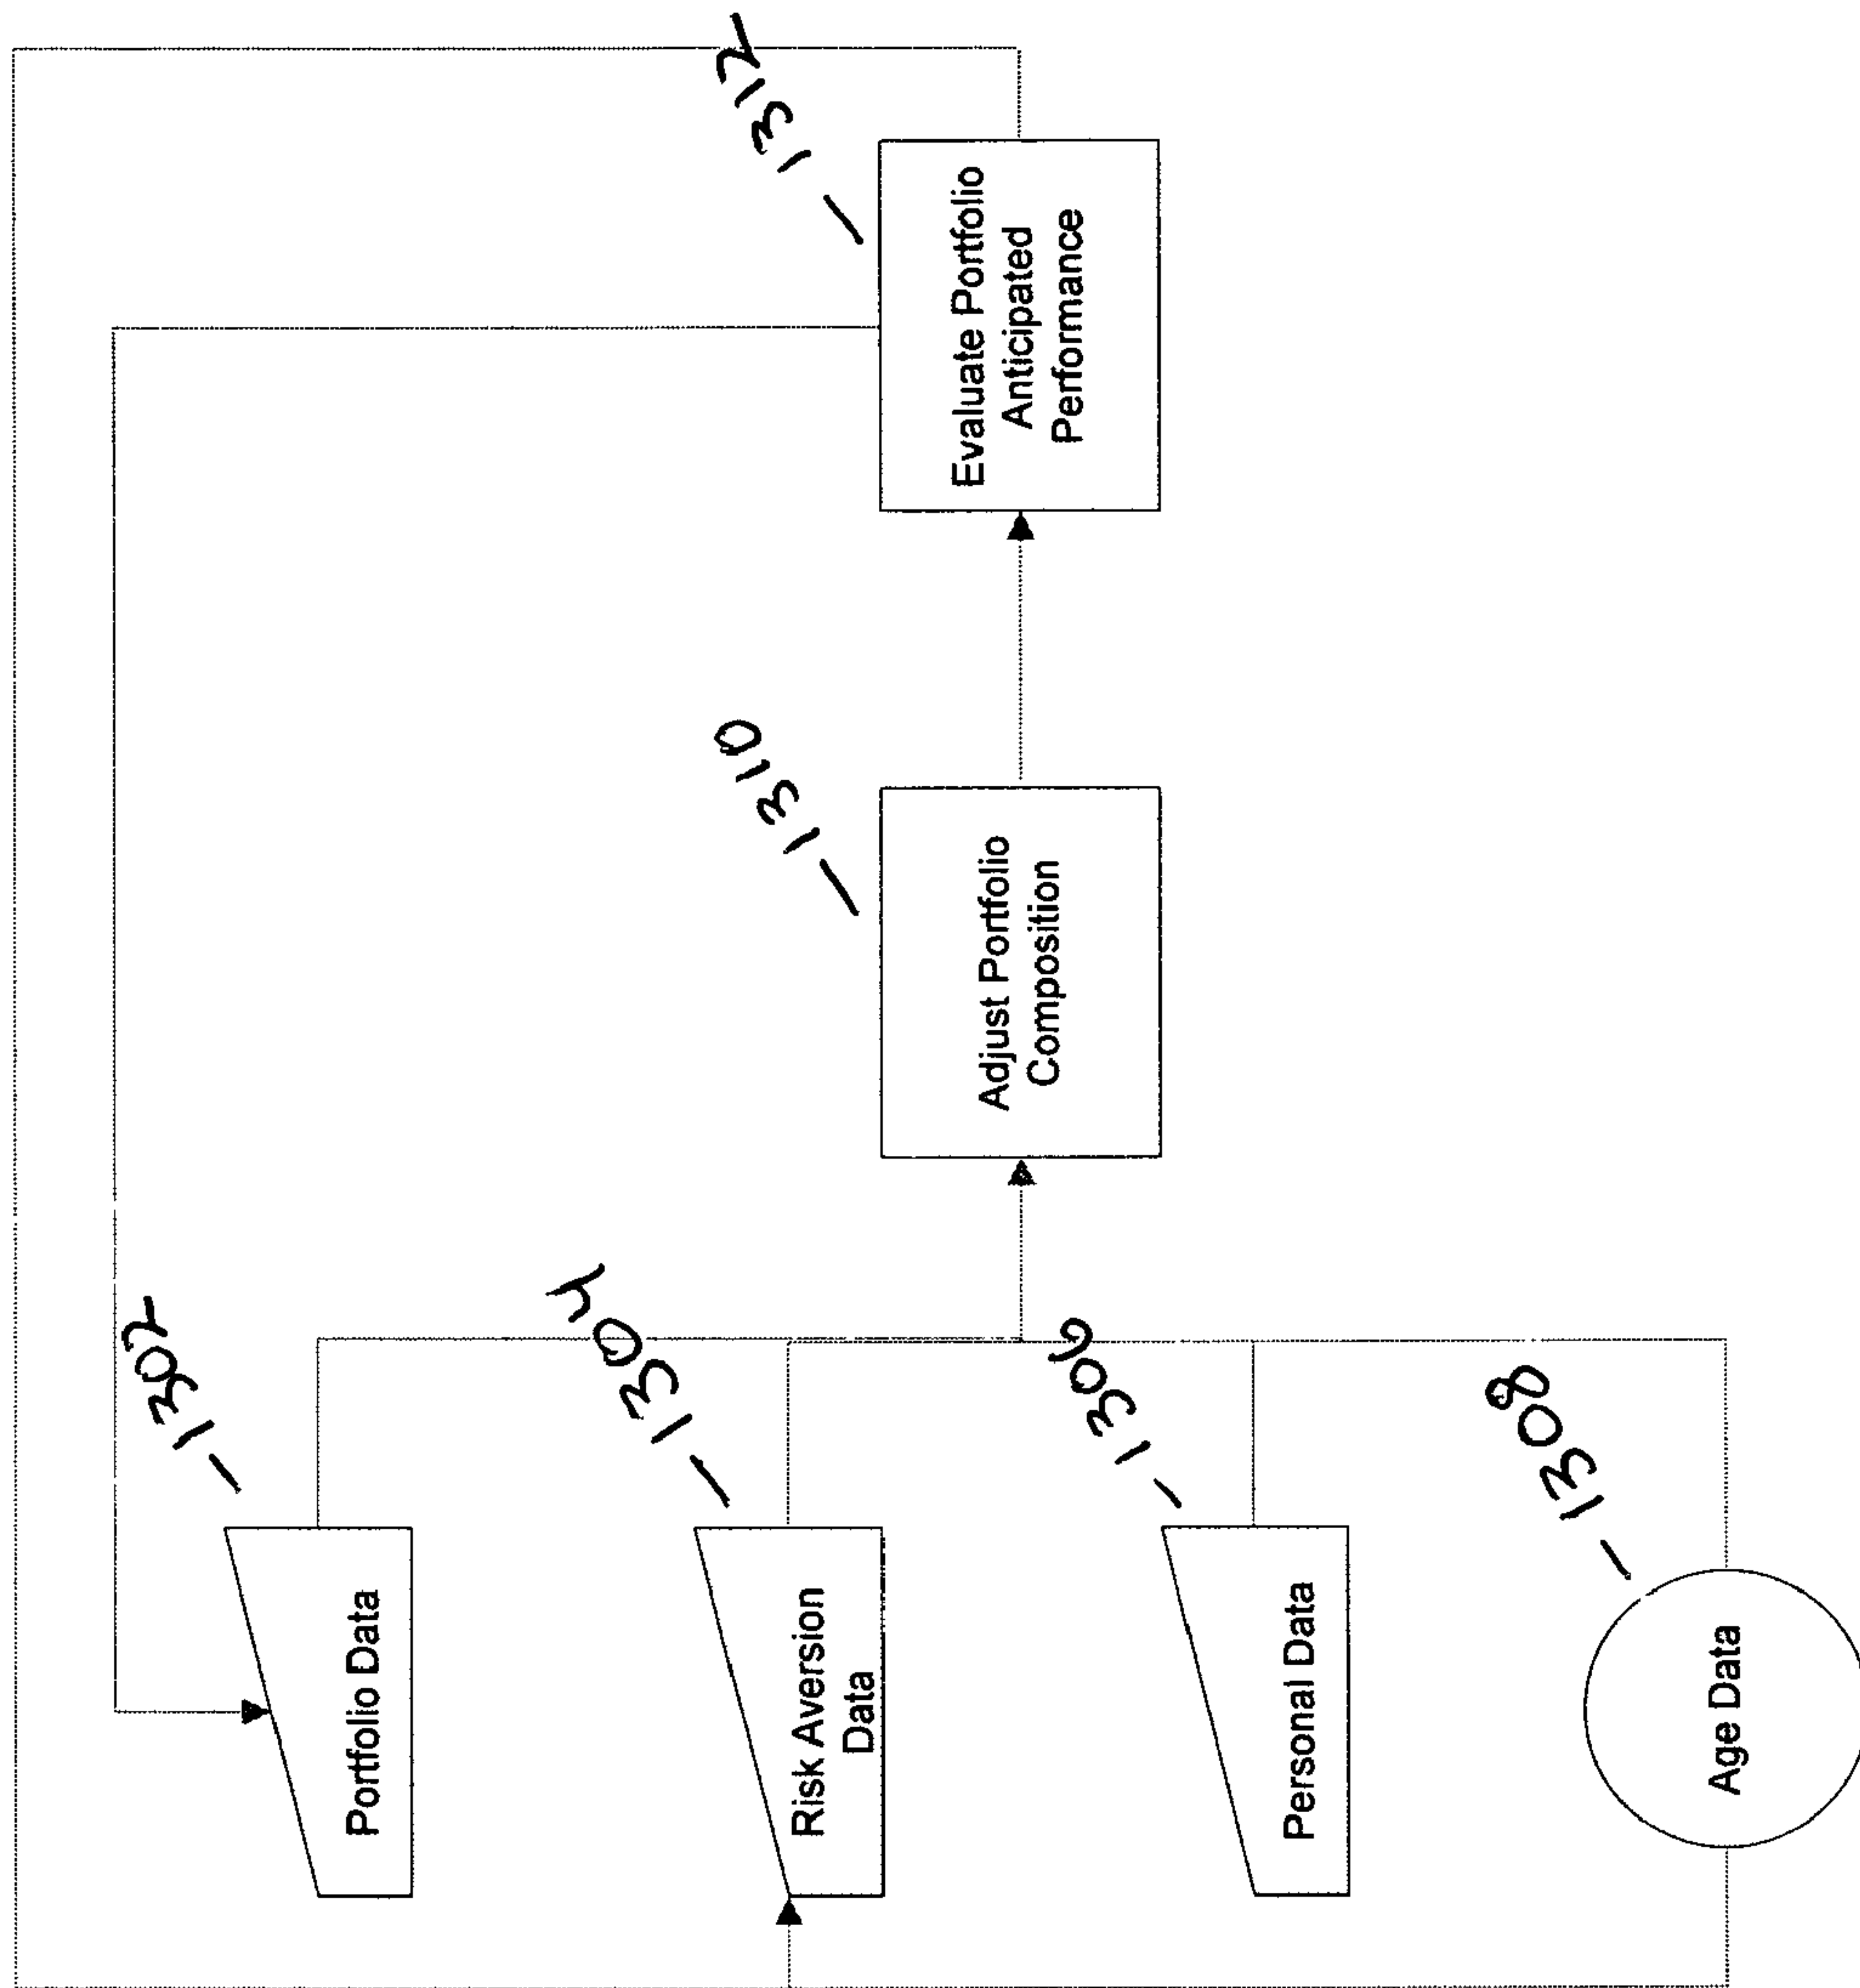 Portfolio Data
1302
Risk Aversion
Data
1304
Personal Data
1306
Age Data
1308
Adjust Portfolio
Composition
1310
Evaluate Portfolio
Anticipated
Performance
1312